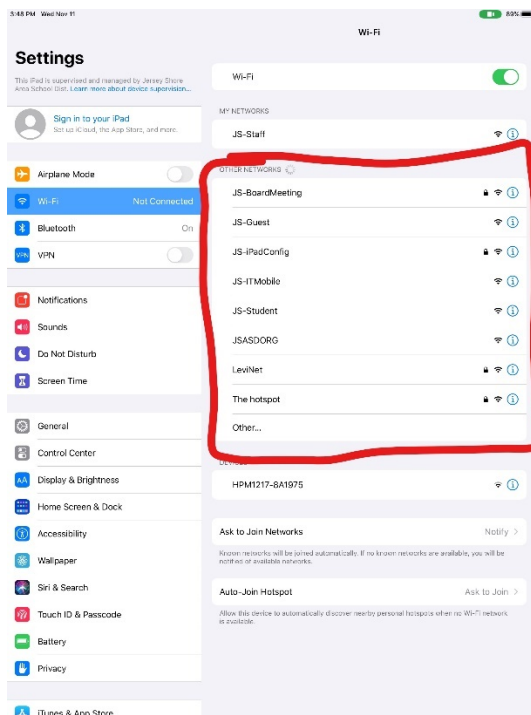 3:48 PM Wed Nov 11
89%
Wi-Fi
Settings
This iPad is supervised and managed by Jersey Shore
Area School Dist. Learn more about device supervision...
Sign in to your iPad
Set up iCloud, the App Store, and more.
Airplane Mode
Wi-Fi Not Connected
Bluetooth On
VPN VPN
Notifications
Sounds
Do Not Disturb
Screen Time
General
Control Center
AA Display & Brightness
Home Screen & Dock
Accessibility
Wallpaper
Siri & Search
Touch ID & Passcode
Battery
Privacy
iTunes & App Store
Wi-Fi
MY NETWORKS
JS-Staff
OTHER NETWORKS
JS-BoardMeeting
JS-Guest
JS-iPadConfig
JS-ITMobile
JS-Student
JSASDORG
LeviNet
The hotspot
Other...
HPM1217-8A1975
Ask to Join Networks Notify
Known networks will be joined automatically. If no known networks are available, you will be
notified of available networks.
Auto-Join Hotspot Ask to Join
Allow this device to automatically discover nearby personal hotspots when no Wi-Fi network
is available.